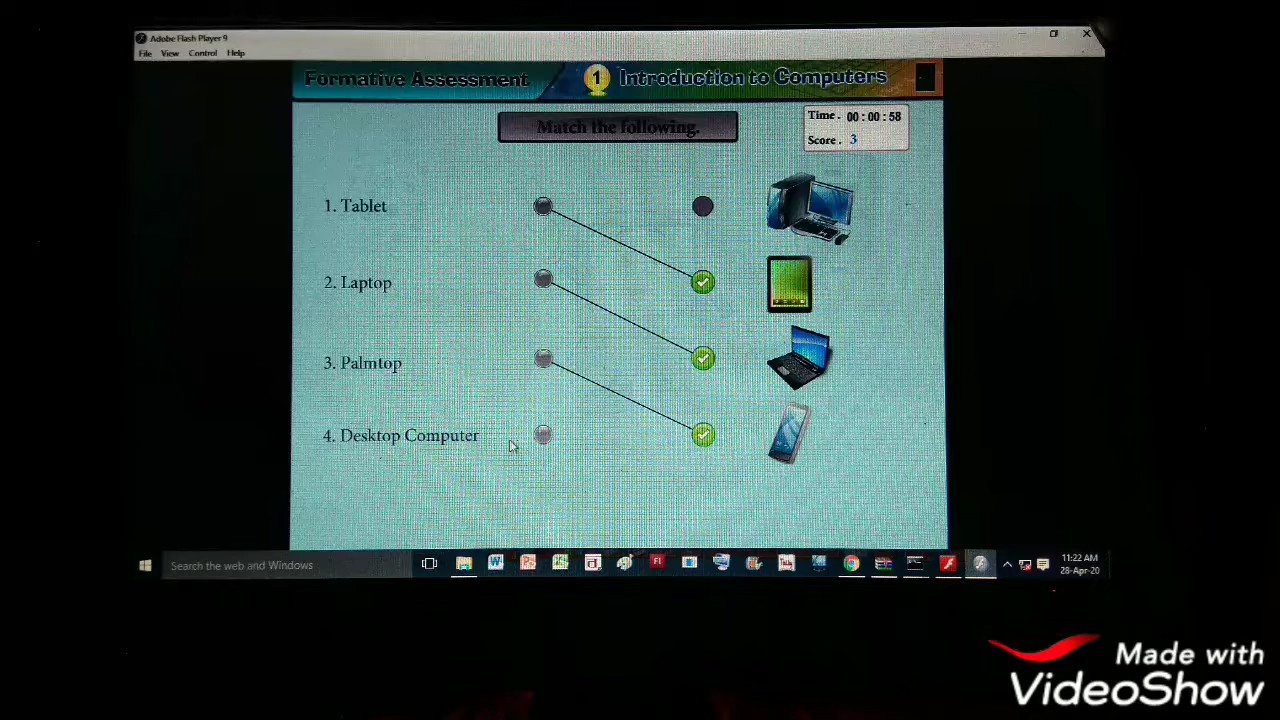 Adobe Flash Player 9
File View Control Help
Formative Assessment
1 Introduction to Computers
Match the following.
Time . 00 : 00 : 58
Score . 3
1. Tablet
2. Laptop
3. Palmtop
4. Desktop Computer
Search the web and Windows
11:22 AM
28-Apr-20
Made with
VideoShow